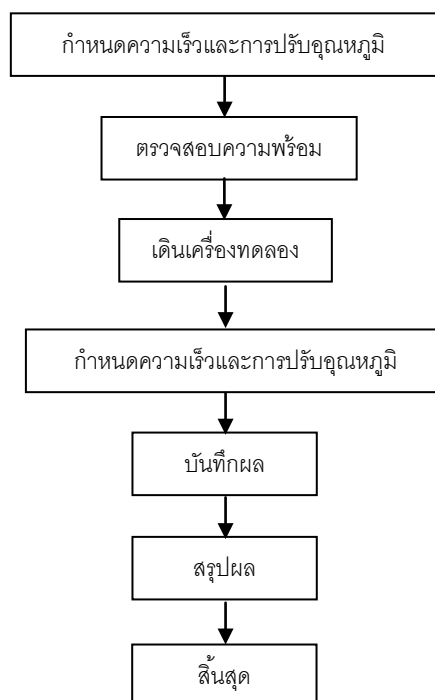 กำหนดความเร็วและการปรับอุณหภูมิ
ตรวจสอบความพร้อม
เดินเครื่องทดลอง
กำหนดความเร็วและการปรับอุณหภูมิ
บันทึกผล
สรุปผล
สิ้นสุด